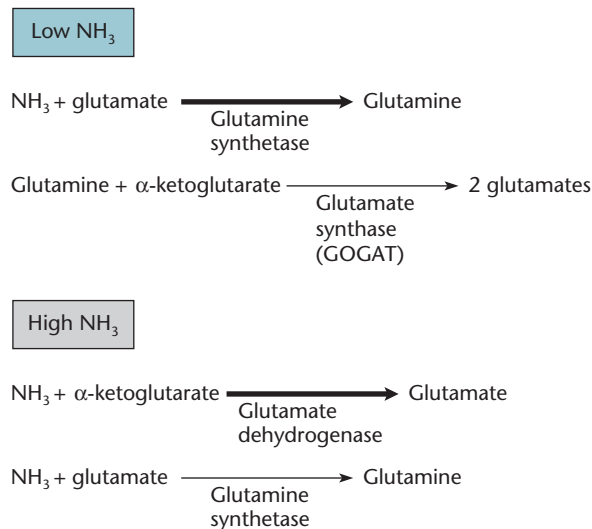 Low NH₃
NH₃ + glutamate Glutamine
Glutamine
synthetase
Glutamine + α-ketoglutarate 2 glutamates
Glutamate
synthase
(GOGAT)
High NH₃
NH₃ + α-ketoglutarate Glutamate
Glutamate
dehydrogenase
NH₃ + glutamate Glutamine
Glutamine
synthetase